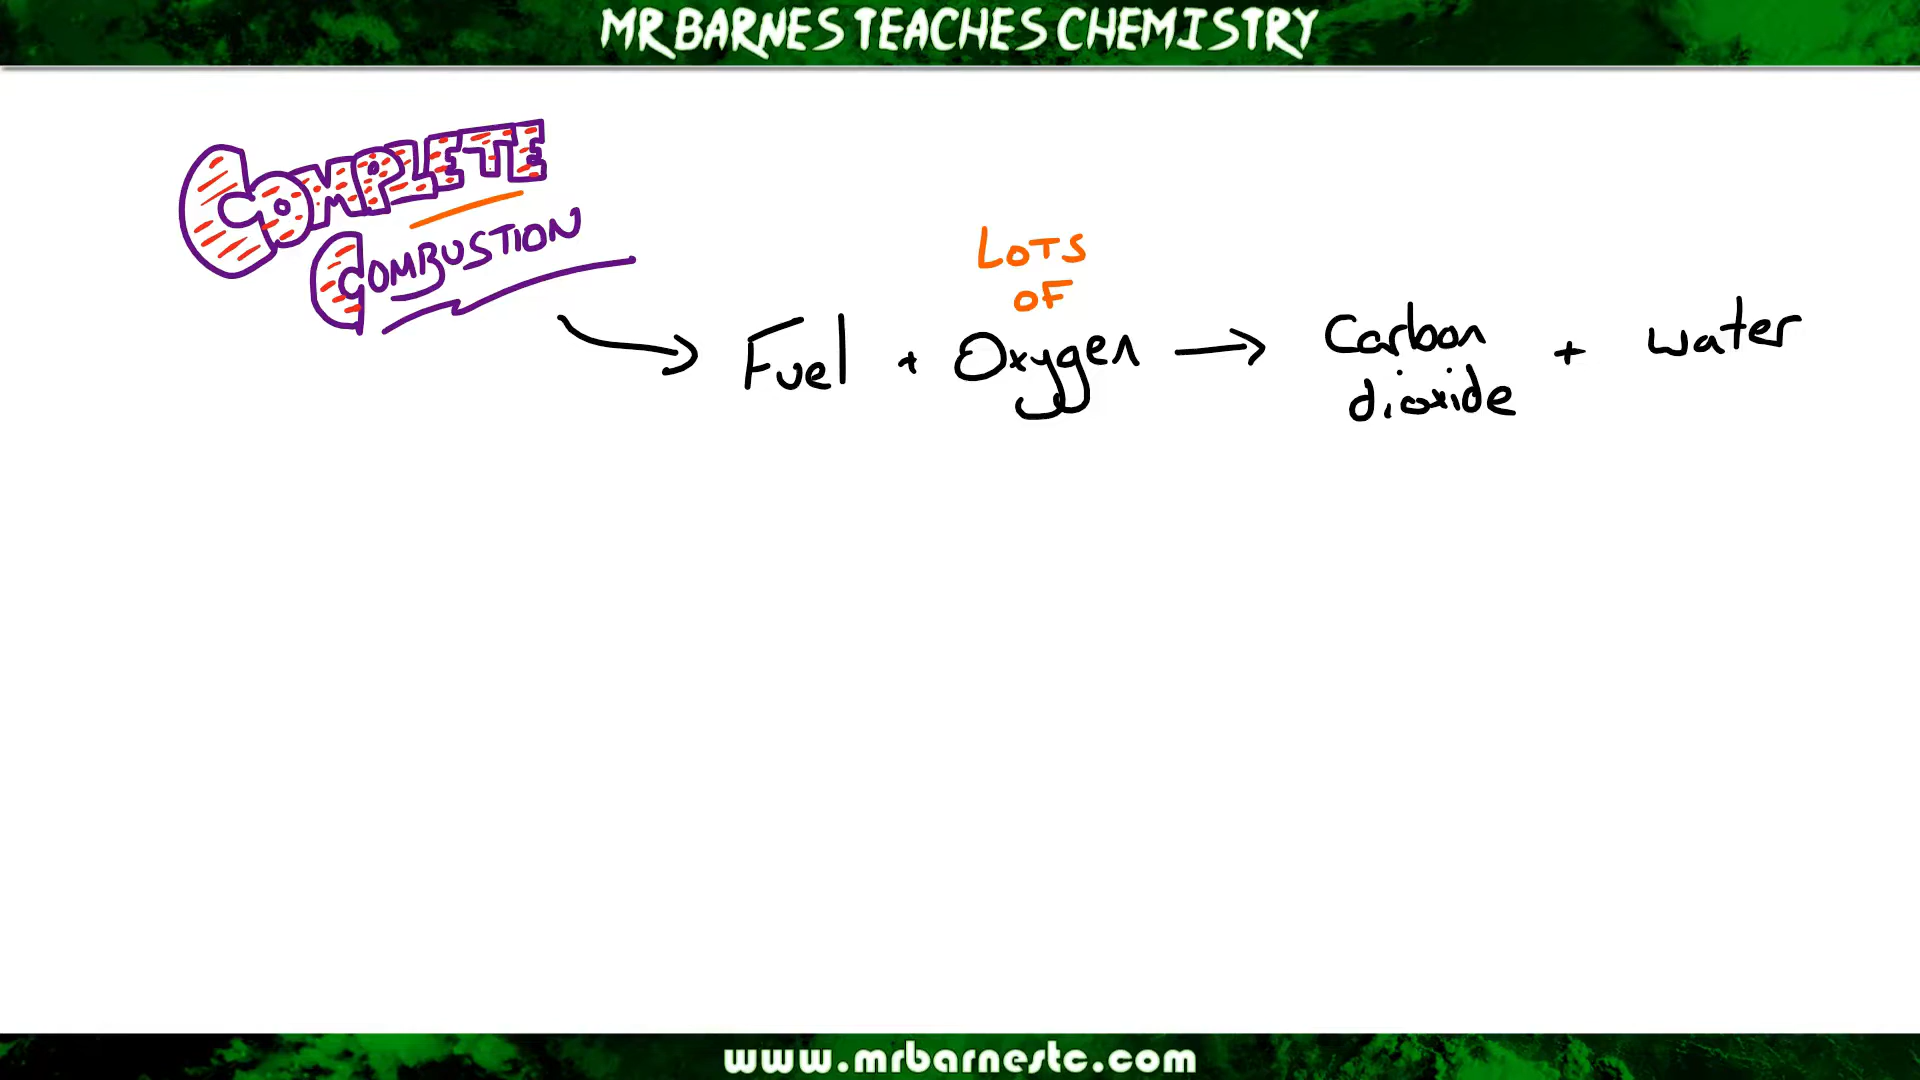 MR BARNES TEACHES CHEMISTRY
COMPLETE
COMBUSTION
LOTS
OF
Fuel + Oxygen → Carbon dioxide + water
www.mrbarnestc.com